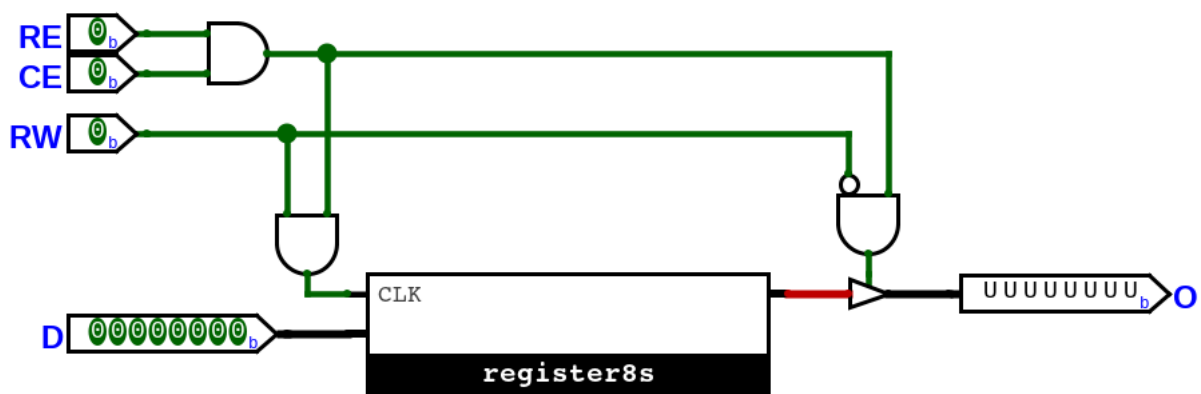 RE 0b
CE 0b
RW 0b
CLK
D 00000000b
UUUUUUUUb O
register8s